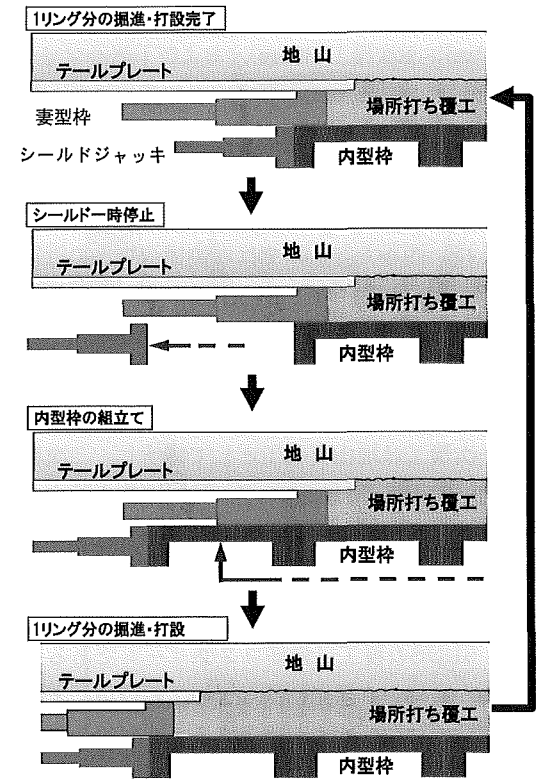 1リング分の掘進・打設完了
地 山
テールプレート
場所打ち覆工
妻型枠
シールドジャッキ
内型枠
シールド一時停止
地 山
テールプレート
場所打ち覆工
内型枠
内型枠の組立て
地 山
テールプレート
場所打ち覆工
内型枠
1リング分の掘進・打設
地 山
テールプレート
場所打ち覆工
内型枠